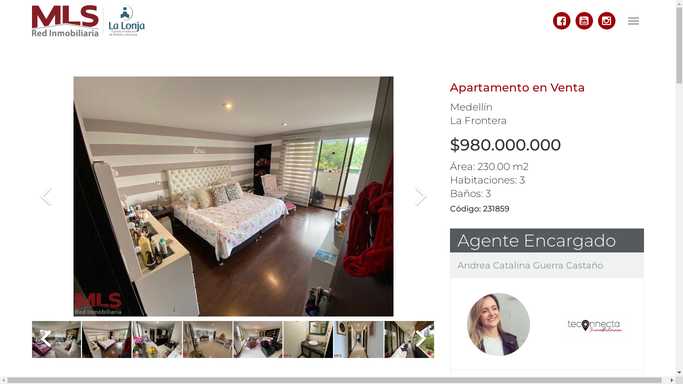 MLS
Red Inmobiliaria
La Lonja
Apartamento en Venta
Medellín
La Frontera
$980.000.000
Área: 230.00 m2
Habitaciones: 3
Baños: 3
Código: 231859
Agente Encargado
Andrea Catalina Guerra Castaño
MLS
Red Inmobiliaria
teconnecta
Inmobiliaria